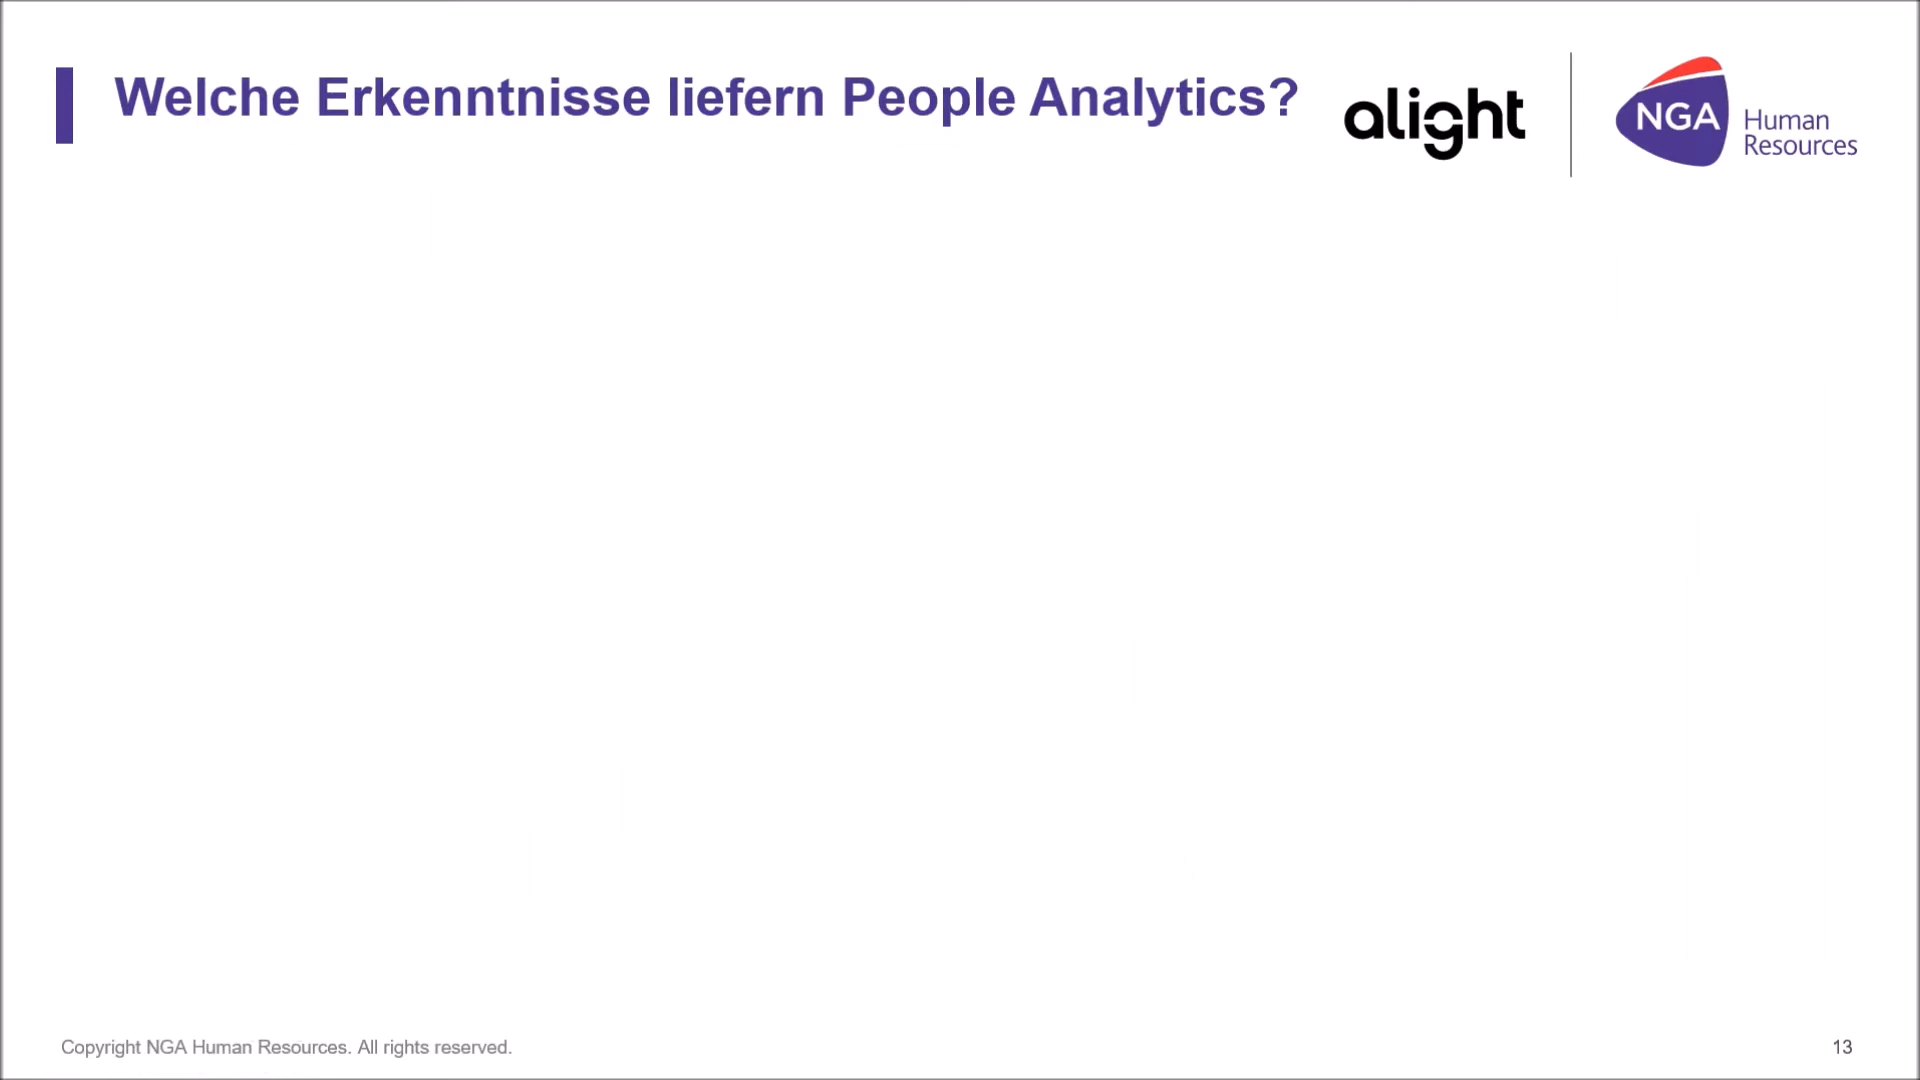 Welche Erkenntnisse liefern People Analytics?
alight
NGA
Human
Resources
Copyright NGA Human Resources. All rights reserved.
13